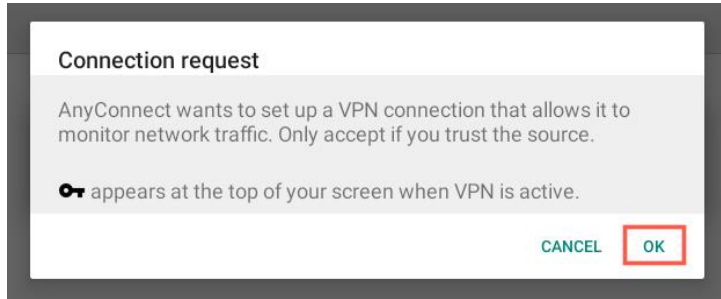 Connection request
AnyConnect wants to set up a VPN connection that allows it to
monitor network traffic. Only accept if you trust the source.
appears at the top of your screen when VPN is active.
CANCEL OK